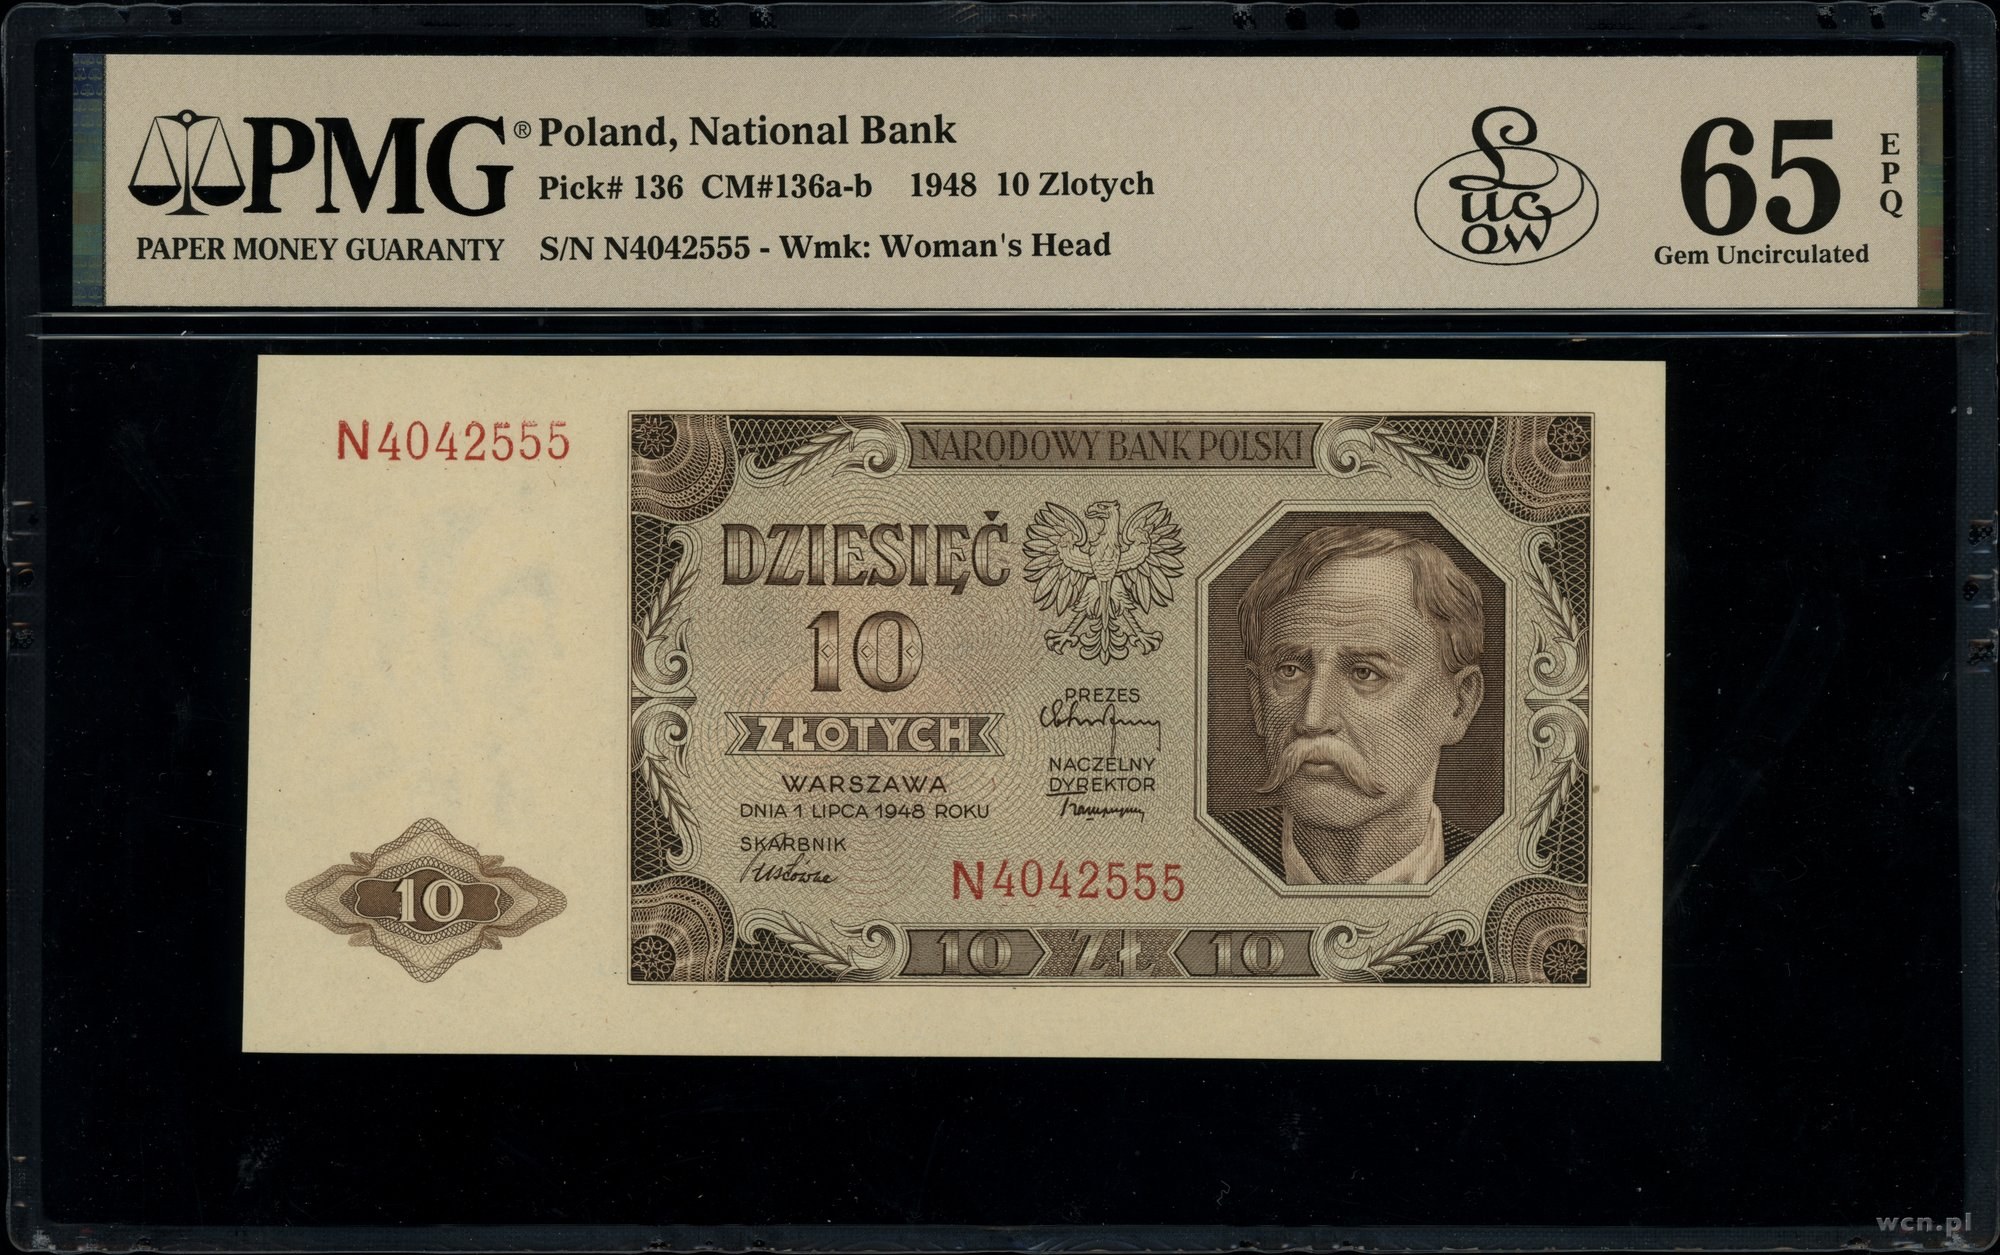 PMG® Poland, National Bank
Pick# 136 CM#136a-b 1948 10 Zlotych
PAPER MONEY GUARANTY S/N N4042555 - Wmk: Woman's Head
Lucow
65 EPQ
Gem Uncirculated
N4042555
NARODOWY BANK POLSKI
DZIESIĘĆ
10
ZŁOTYCH
WARSZAWA
DNIA 1 LIPCA 1948 ROKU
SKARBNIK
PREZES
NACZELNY
DYREKTOR
N4042555
10
10 ZŁ 10
wcn.pl